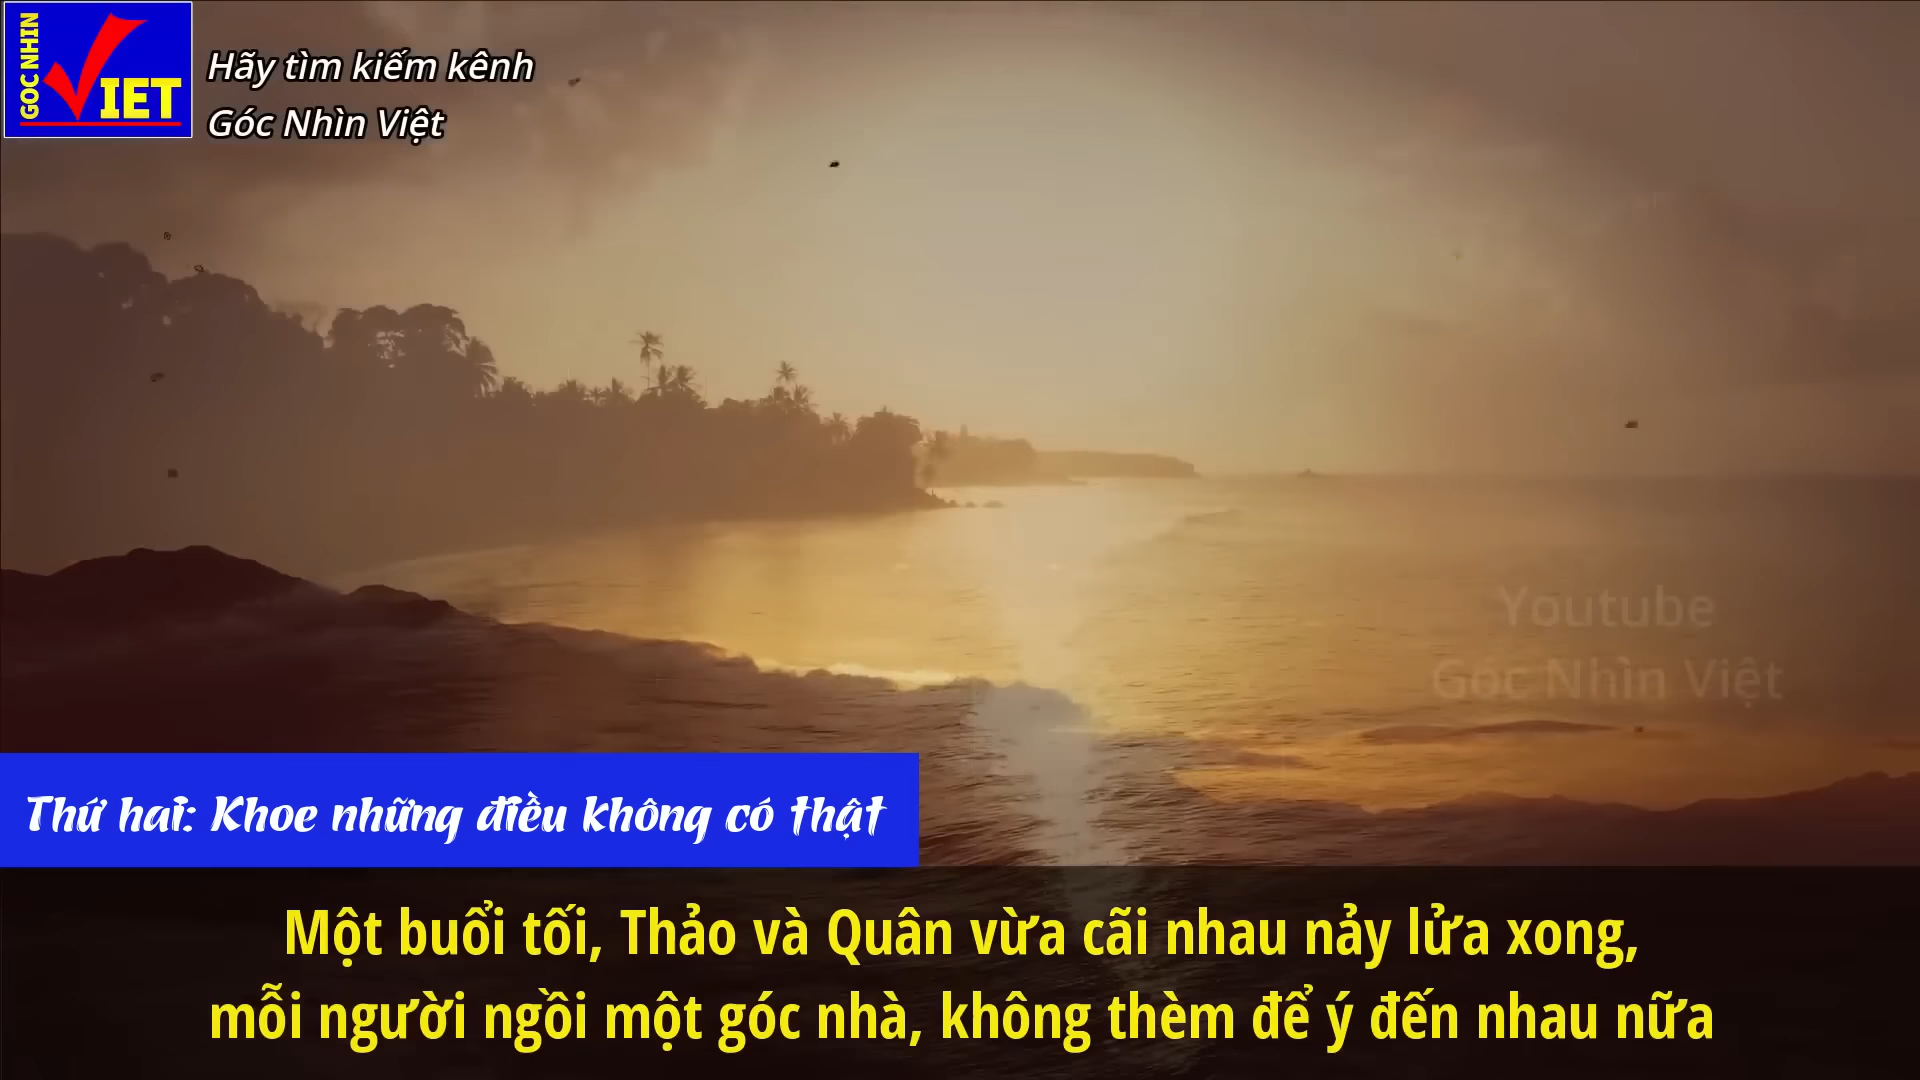 GOC NHIN
VIET
Hãy tìm kiếm kênh
Góc Nhìn Việt
Youtube
Góc Nhìn Việt
Thứ hai: Khoe những điều không có thật
Một buổi tối, Thảo và Quân vừa cãi nhau nảy lửa xong,
mỗi người ngồi một góc nhà, không thèm để ý đến nhau nữa